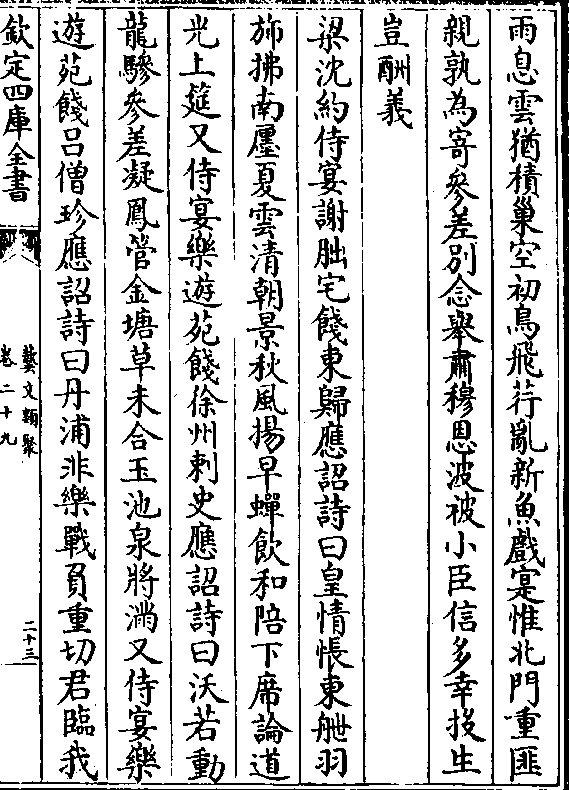 雨息雲猶積巢空初鳥飛荇亂新魚戲寔惟北門重匪
親孰為寄參差別念舉肅穆恩波被小臣信多幸投生
豈酬義
梁沈約侍宴謝朏宅餞東歸應詔詩曰皇情悵東舣羽
斾拂南㕓夏雲清朝景秋風揚早蟬飲和陪下席論道
光上筵又侍宴樂遊苑餞徐州刺史應詔詩曰沃若動
龍驂參差凝鳳管金塘草未合玉池泉將滿又侍宴樂
遊苑餞呂僧珍應詔詩曰丹浦非樂戰負重切君臨我
欽定四庫全書
藝文類聚
卷二十九
二十三